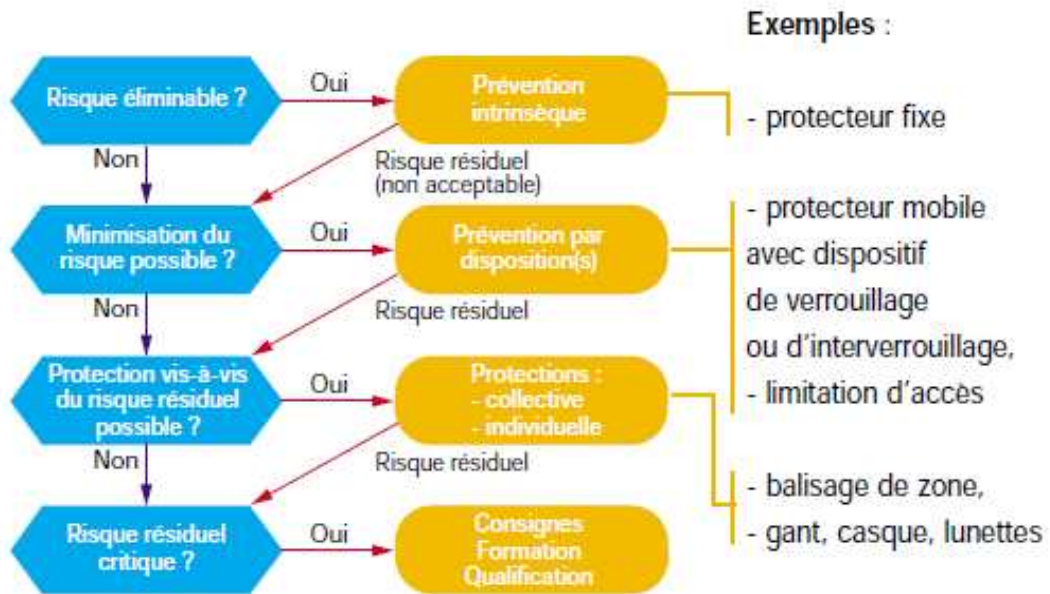 Exemples :
Risque éliminable ?
Oui
Prévention
intrinsèque
- protecteur fixe
Non
Risque résiduel
(non acceptable)
Minimisation du
risque possible ?
Oui
Prévention par
disposition(s)
- protecteur mobile
avec dispositif
de verrouillage
ou d'interverrouillage,
- limitation d'accès
Non
Risque résiduel
Protection vis-à-vis
du risque résiduel
possible ?
Oui
Protections :
- collective
- individuelle
- balisage de zone,
- gant, casque, lunettes
Non
Risque résiduel
Risque résiduel
critique ?
Oui
Consignes
Formation
Qualification